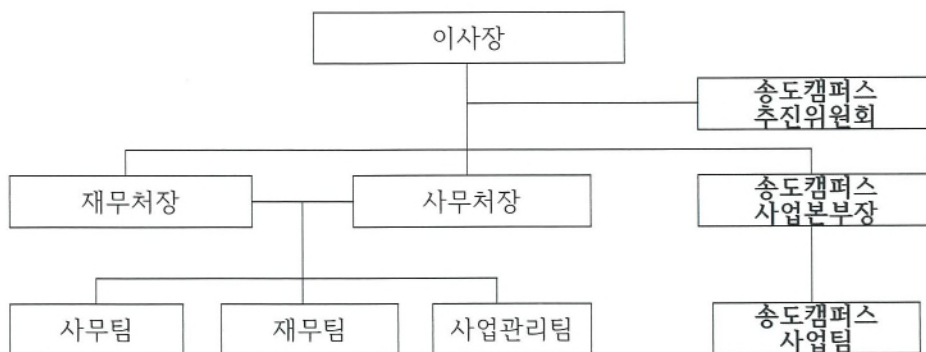 이사장
송도캠퍼스
추진위원회
재무처장
사무처장
송도캠퍼스
사업본부장
사무팀
재무팀
사업관리팀
송도캠퍼스
사업팀